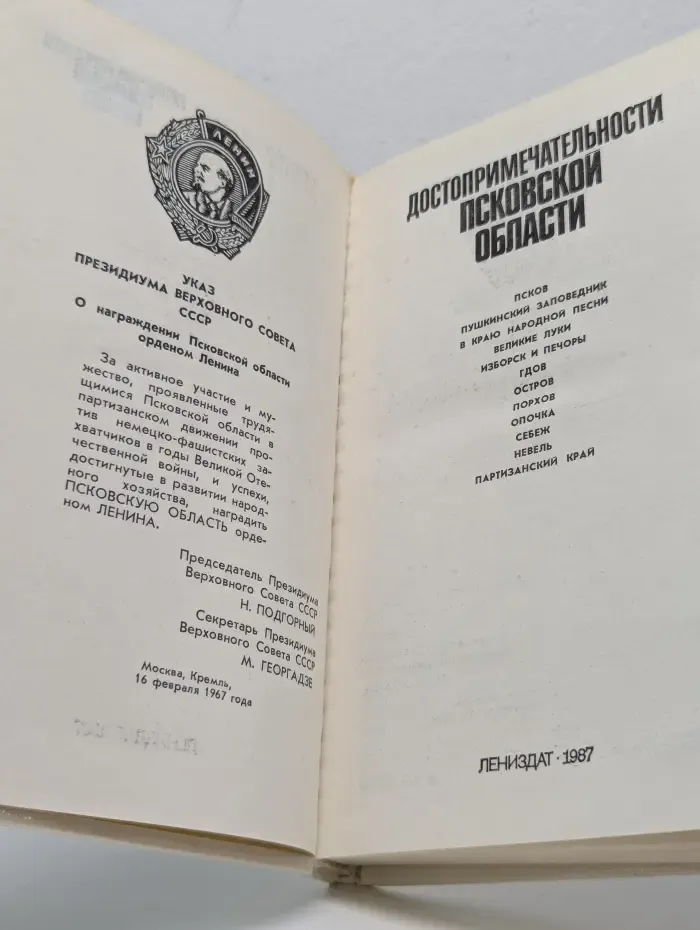 ЛЕНИН
УКАЗ
ПРЕЗИДИУМА ВЕРХОВНОГО СОВЕТА
СССР
О награждении Псковской области
орденом Ленина
За активное участие и му-
жество, проявленные трудя-
щимися Псковской области в
партизанском движении про-
тив немецко-фашистских за-
хватчиков в годы Великой Оте-
чественной войны, и успехи,
достигнутые в развитии народ-
ного хозяйства, наградить
ПСКОВСКУЮ ОБЛАСТЬ орде-
ном ЛЕНИНА.
Председатель Президиума
Верховного Совета СССР
Н. ПОДГОРНЫЙ
Секретарь Президиума
Верховного Совета СССР
М. ГЕОРГАДЗЕ
Москва, Кремль,
16 февраля 1967 года
ДОСТОПРИМЕЧАТЕЛЬНОСТИ
ПСКОВСКОЙ
ОБЛАСТИ
ПСКОВ
ПУШКИНСКИЙ ЗАПОВЕДНИК
В КРАЮ НАРОДНОЙ ПЕСНИ
ВЕЛИКИЕ ЛУКИ
ИЗБОРСК И ПЕЧОРЫ
ГДОВ
ОСТРОВ
ПОРХОВ
ОПОЧКА
СЕБЕЖ
НЕВЕЛЬ
ПАРТИЗАНСКИЙ КРАЙ
ЛЕНИЗДАТ · 1987